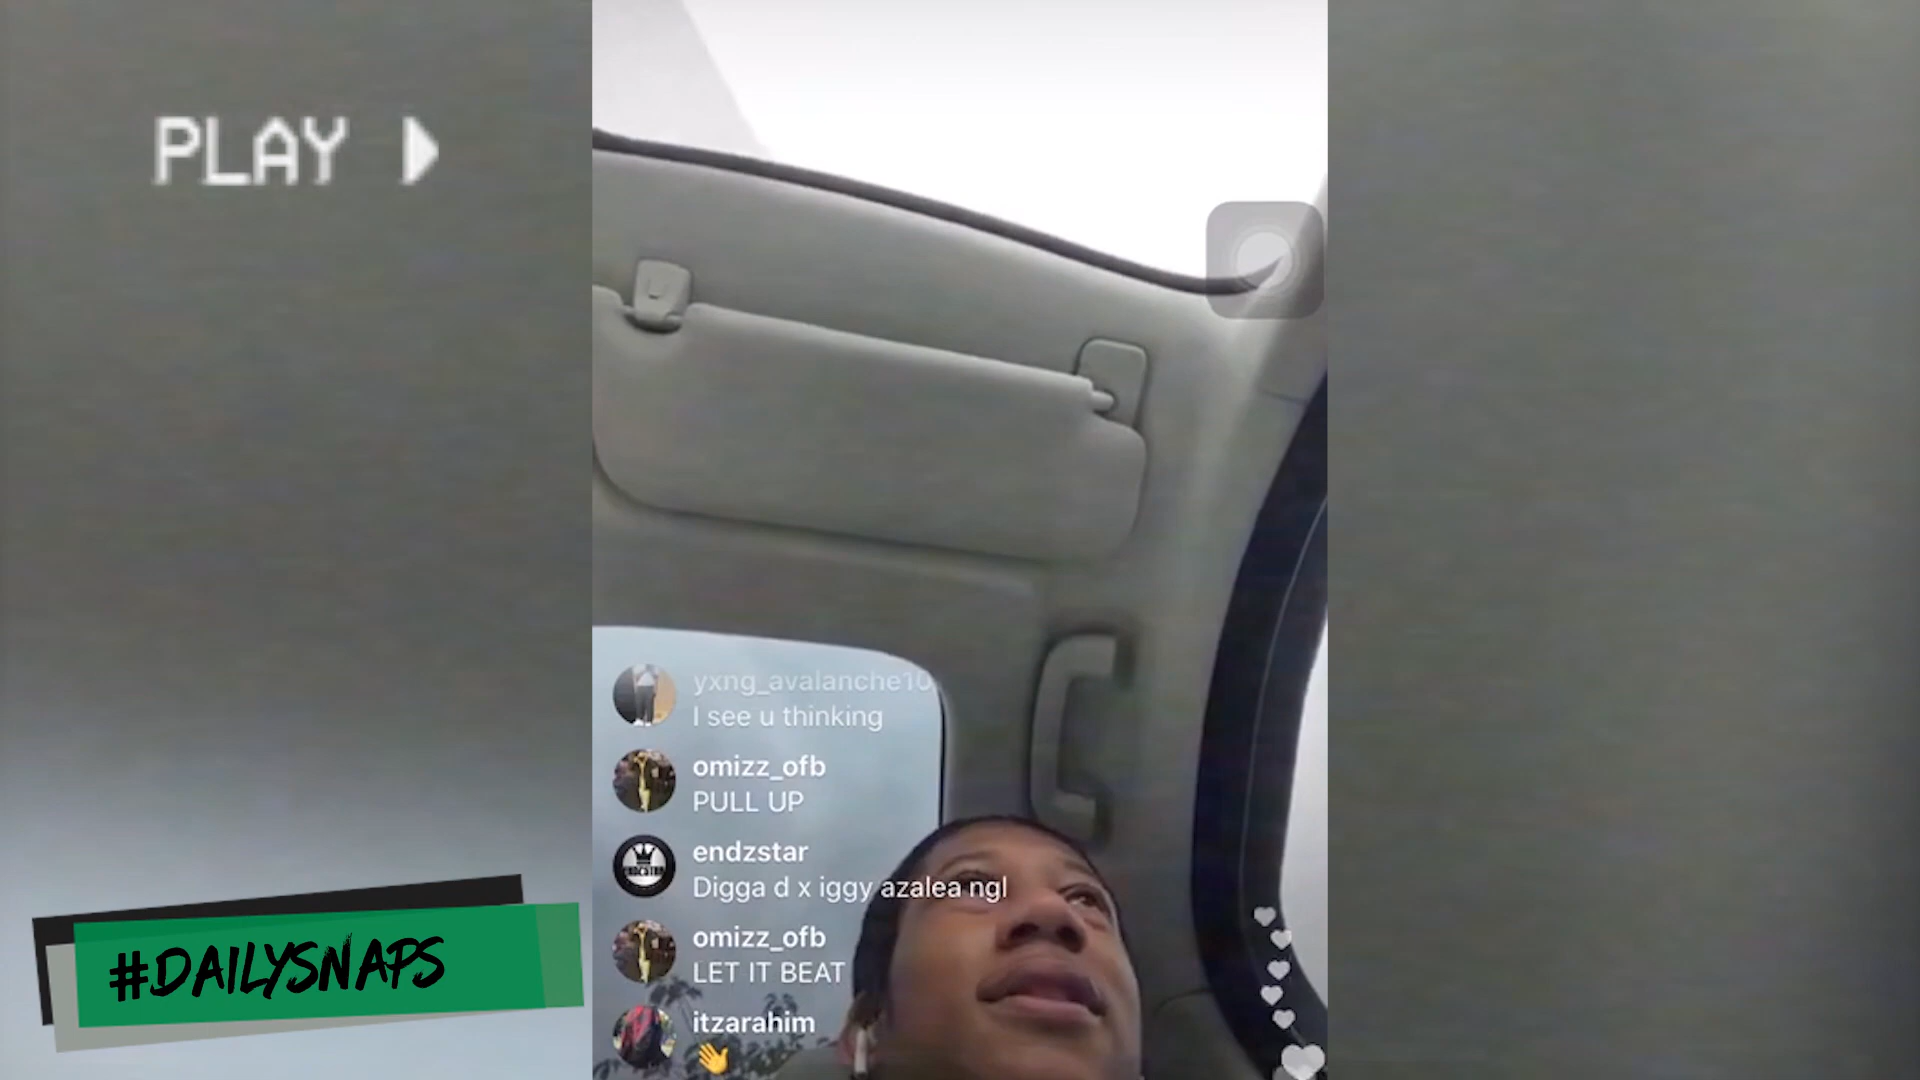 PLAY
yxng_avalanche10
I see u thinking
omizz_ofb
PULL UP
endzstar
Digga d x iggy azalea ngl
omizz_ofb
LET IT BEAT
itzarahim
👋
#DAILYSNAPS